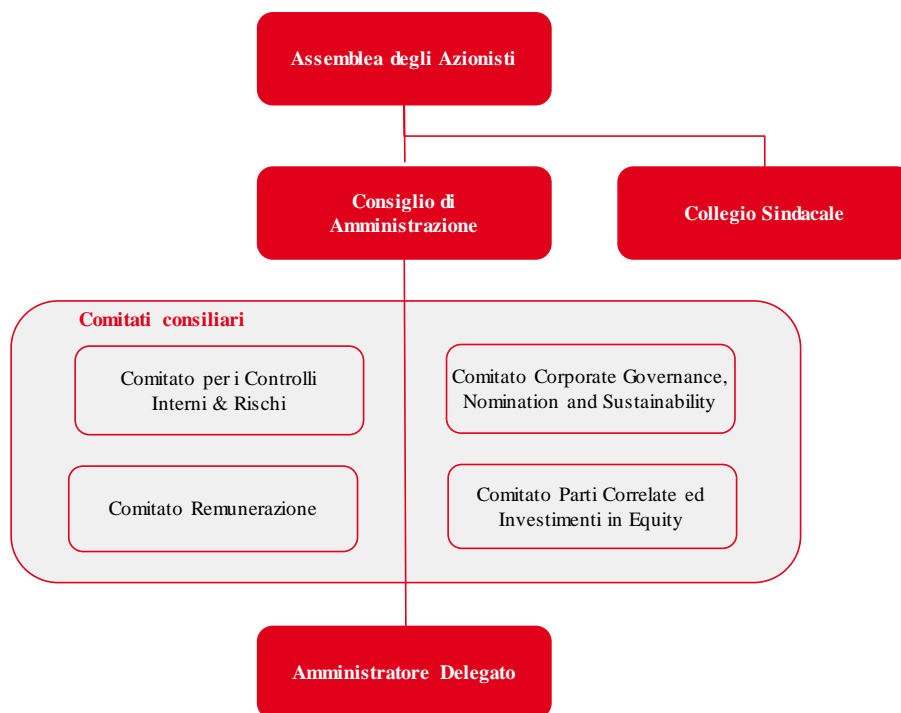 Assemblea degli Azionisti
Consiglio di
Amministrazione
Collegio Sindacale
Comitati consiliari
Comitato per i Controlli
Interni & Rischi
Comitato Corporate Governance,
Nomination and Sustainability
Comitato Remunerazione
Comitato Parti Correlate ed
Investimenti in Equity
Amministratore Delegato